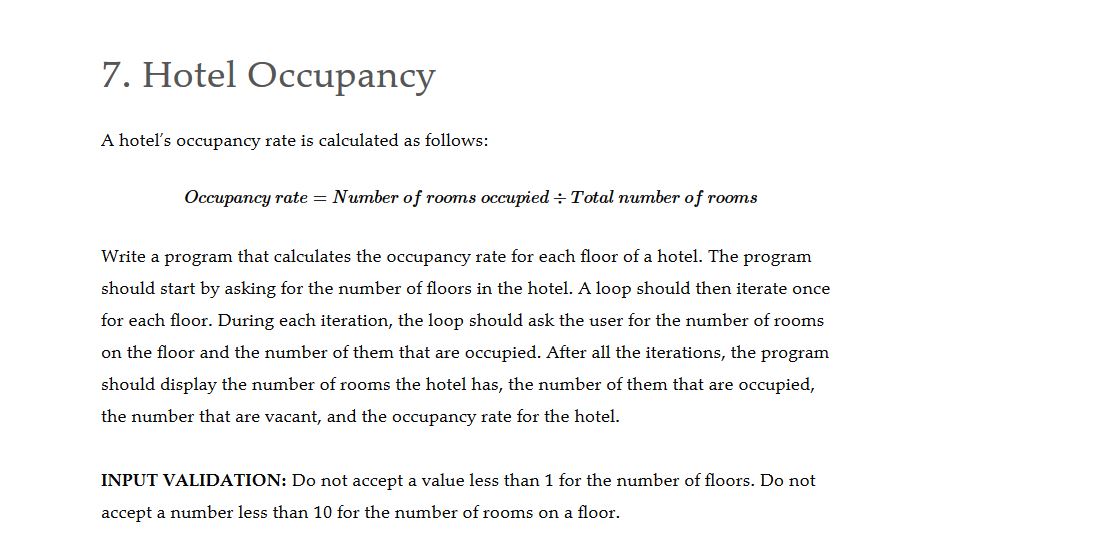 7. Hotel Occupancy
A hotel's occupancy rate is calculated as follows:
Occupancy rate = Number of rooms occupied ÷ Total number of rooms
Write a program that calculates the occupancy rate for each floor of a hotel. The program
should start by asking for the number of floors in the hotel. A loop should then iterate once
for each floor. During each iteration, the loop should ask the user for the number of rooms
on the floor and the number of them that are occupied. After all the iterations, the program
should display the number of rooms the hotel has, the number of them that are occupied,
the number that are vacant, and the occupancy rate for the hotel.
INPUT VALIDATION: Do not accept a value less than 1 for the number of floors. Do not
accept a number less than 10 for the number of rooms on a floor.